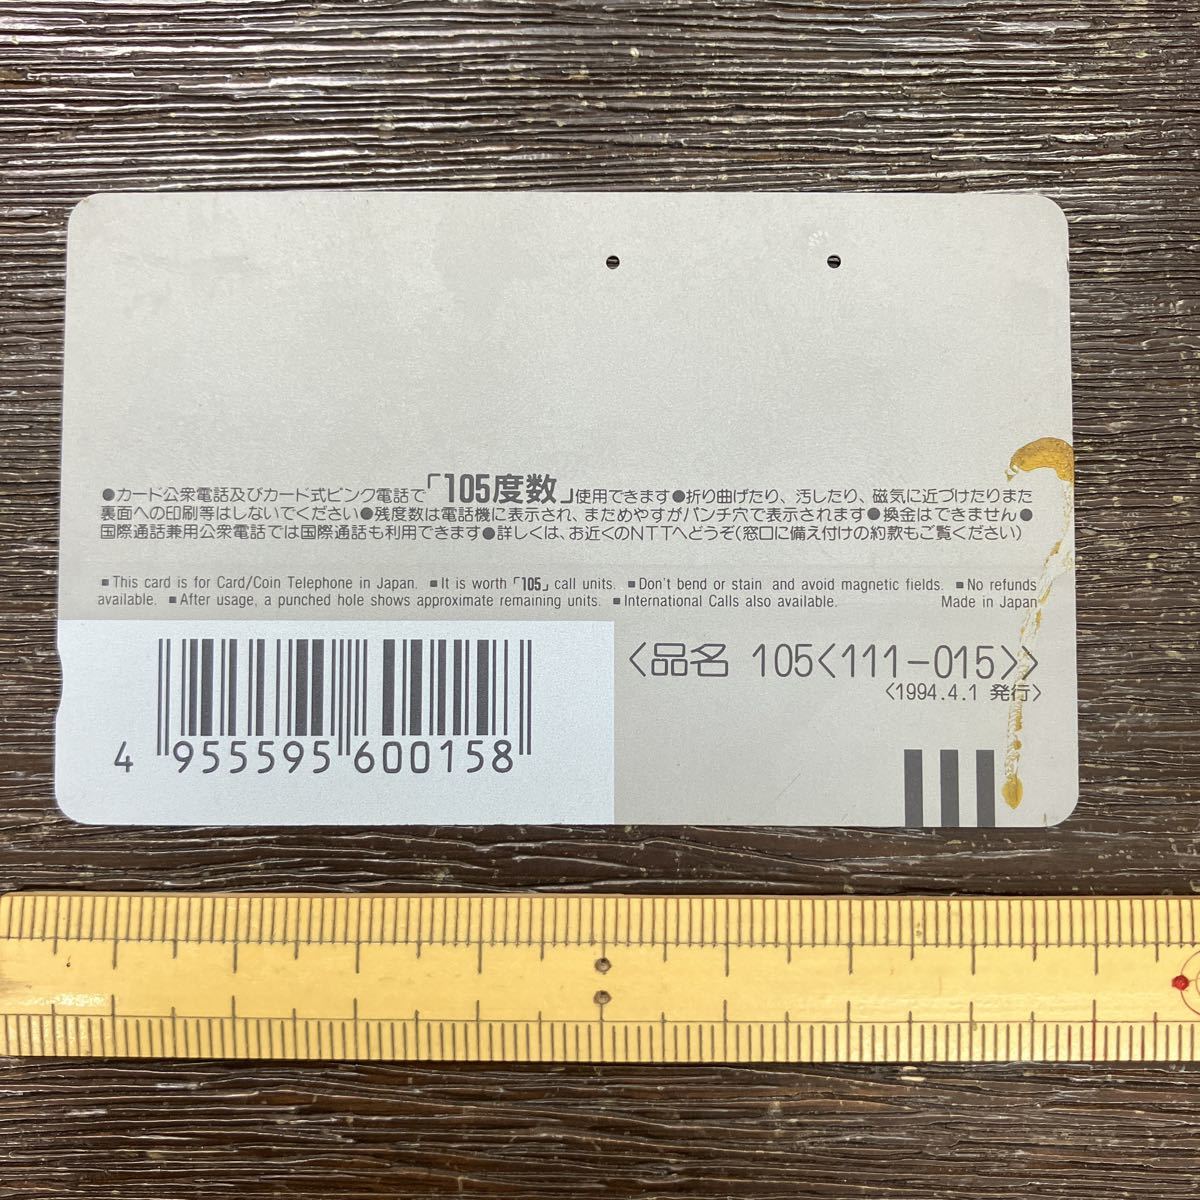 ●カード公衆電話及びカード式ピンク電話で「105度数」使用できます●折り曲げたり、汚したり、磁気に近づけたりまた
裏面への印刷等はしないでください●残度数は電話機に表示され、まためやすがパンチ穴で表示されます●換金はできません●
国際通話兼用公衆電話では国際通話も利用できます●詳しくは、お近くのNTTへどうぞ(窓口に備え付けの約款もご覧ください)
■This card is for Card/Coin Telephone in Japan. ■It is worth「105」call units. ■Don't bend or stain and avoid magnetic fields. ■No refunds
available. ■After usage, a punched hole shows approximate remaining units. ■International Calls also available. Made in Japan
〈品名 105〈111-015〉〉
〈1994.4.1 発行〉
4 955595 600158